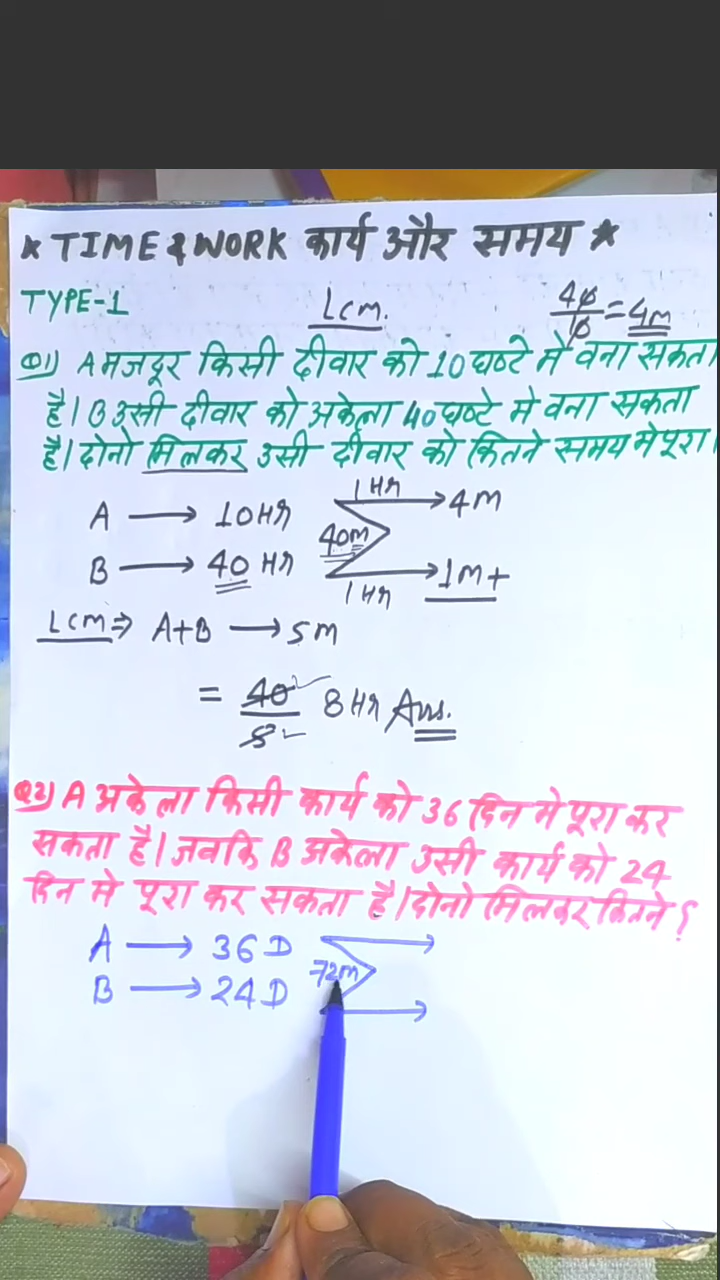 * TIME & WORK कार्य और समय *
TYPE-1 Lcm. 40/10 = 4m
Q1) A मजदूर किसी दीवार को 10 घण्टे मे बना सकता
है। B उसी दीवार को अकेला 40 घण्टे मे बना सकता
है। दोनो मिलकर उसी दीवार को कितने समय मे पूरा।
A → 10 Hr 1 Hr → 4m
40m
B → 40 Hr 1 Hr → 1m+
Lcm ⇒ A+B → 5m
= 40/5 8 Hr Ans.
Q2) A अकेला किसी कार्य को 36 दिन मे पूरा कर
सकता है। जबकि B अकेला उसी कार्य को 24
दिन मे पूरा कर सकता है। दोनो मिलकर कितने?
A → 36 D →
72m
B → 24 D →